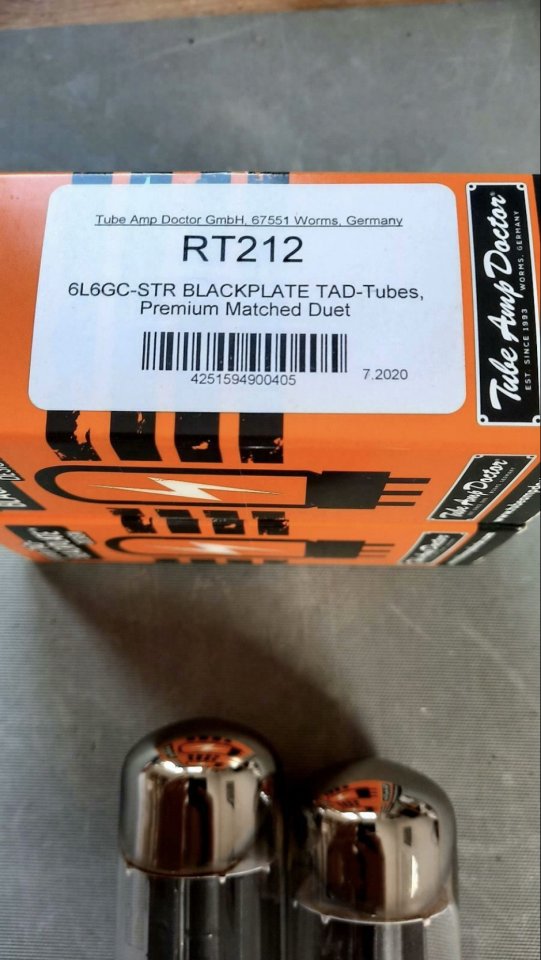 Tube Amp Doctor GmbH, 67551 Worms, Germany
RT212
6L6GC-STR BLACKPLATE TAD-Tubes,
Premium Matched Duet
4251594900405
7.2020
Tube Amp Doctor®
EST. SINCE 1993 WORMS, GERMANY
Tube Amp Doctor